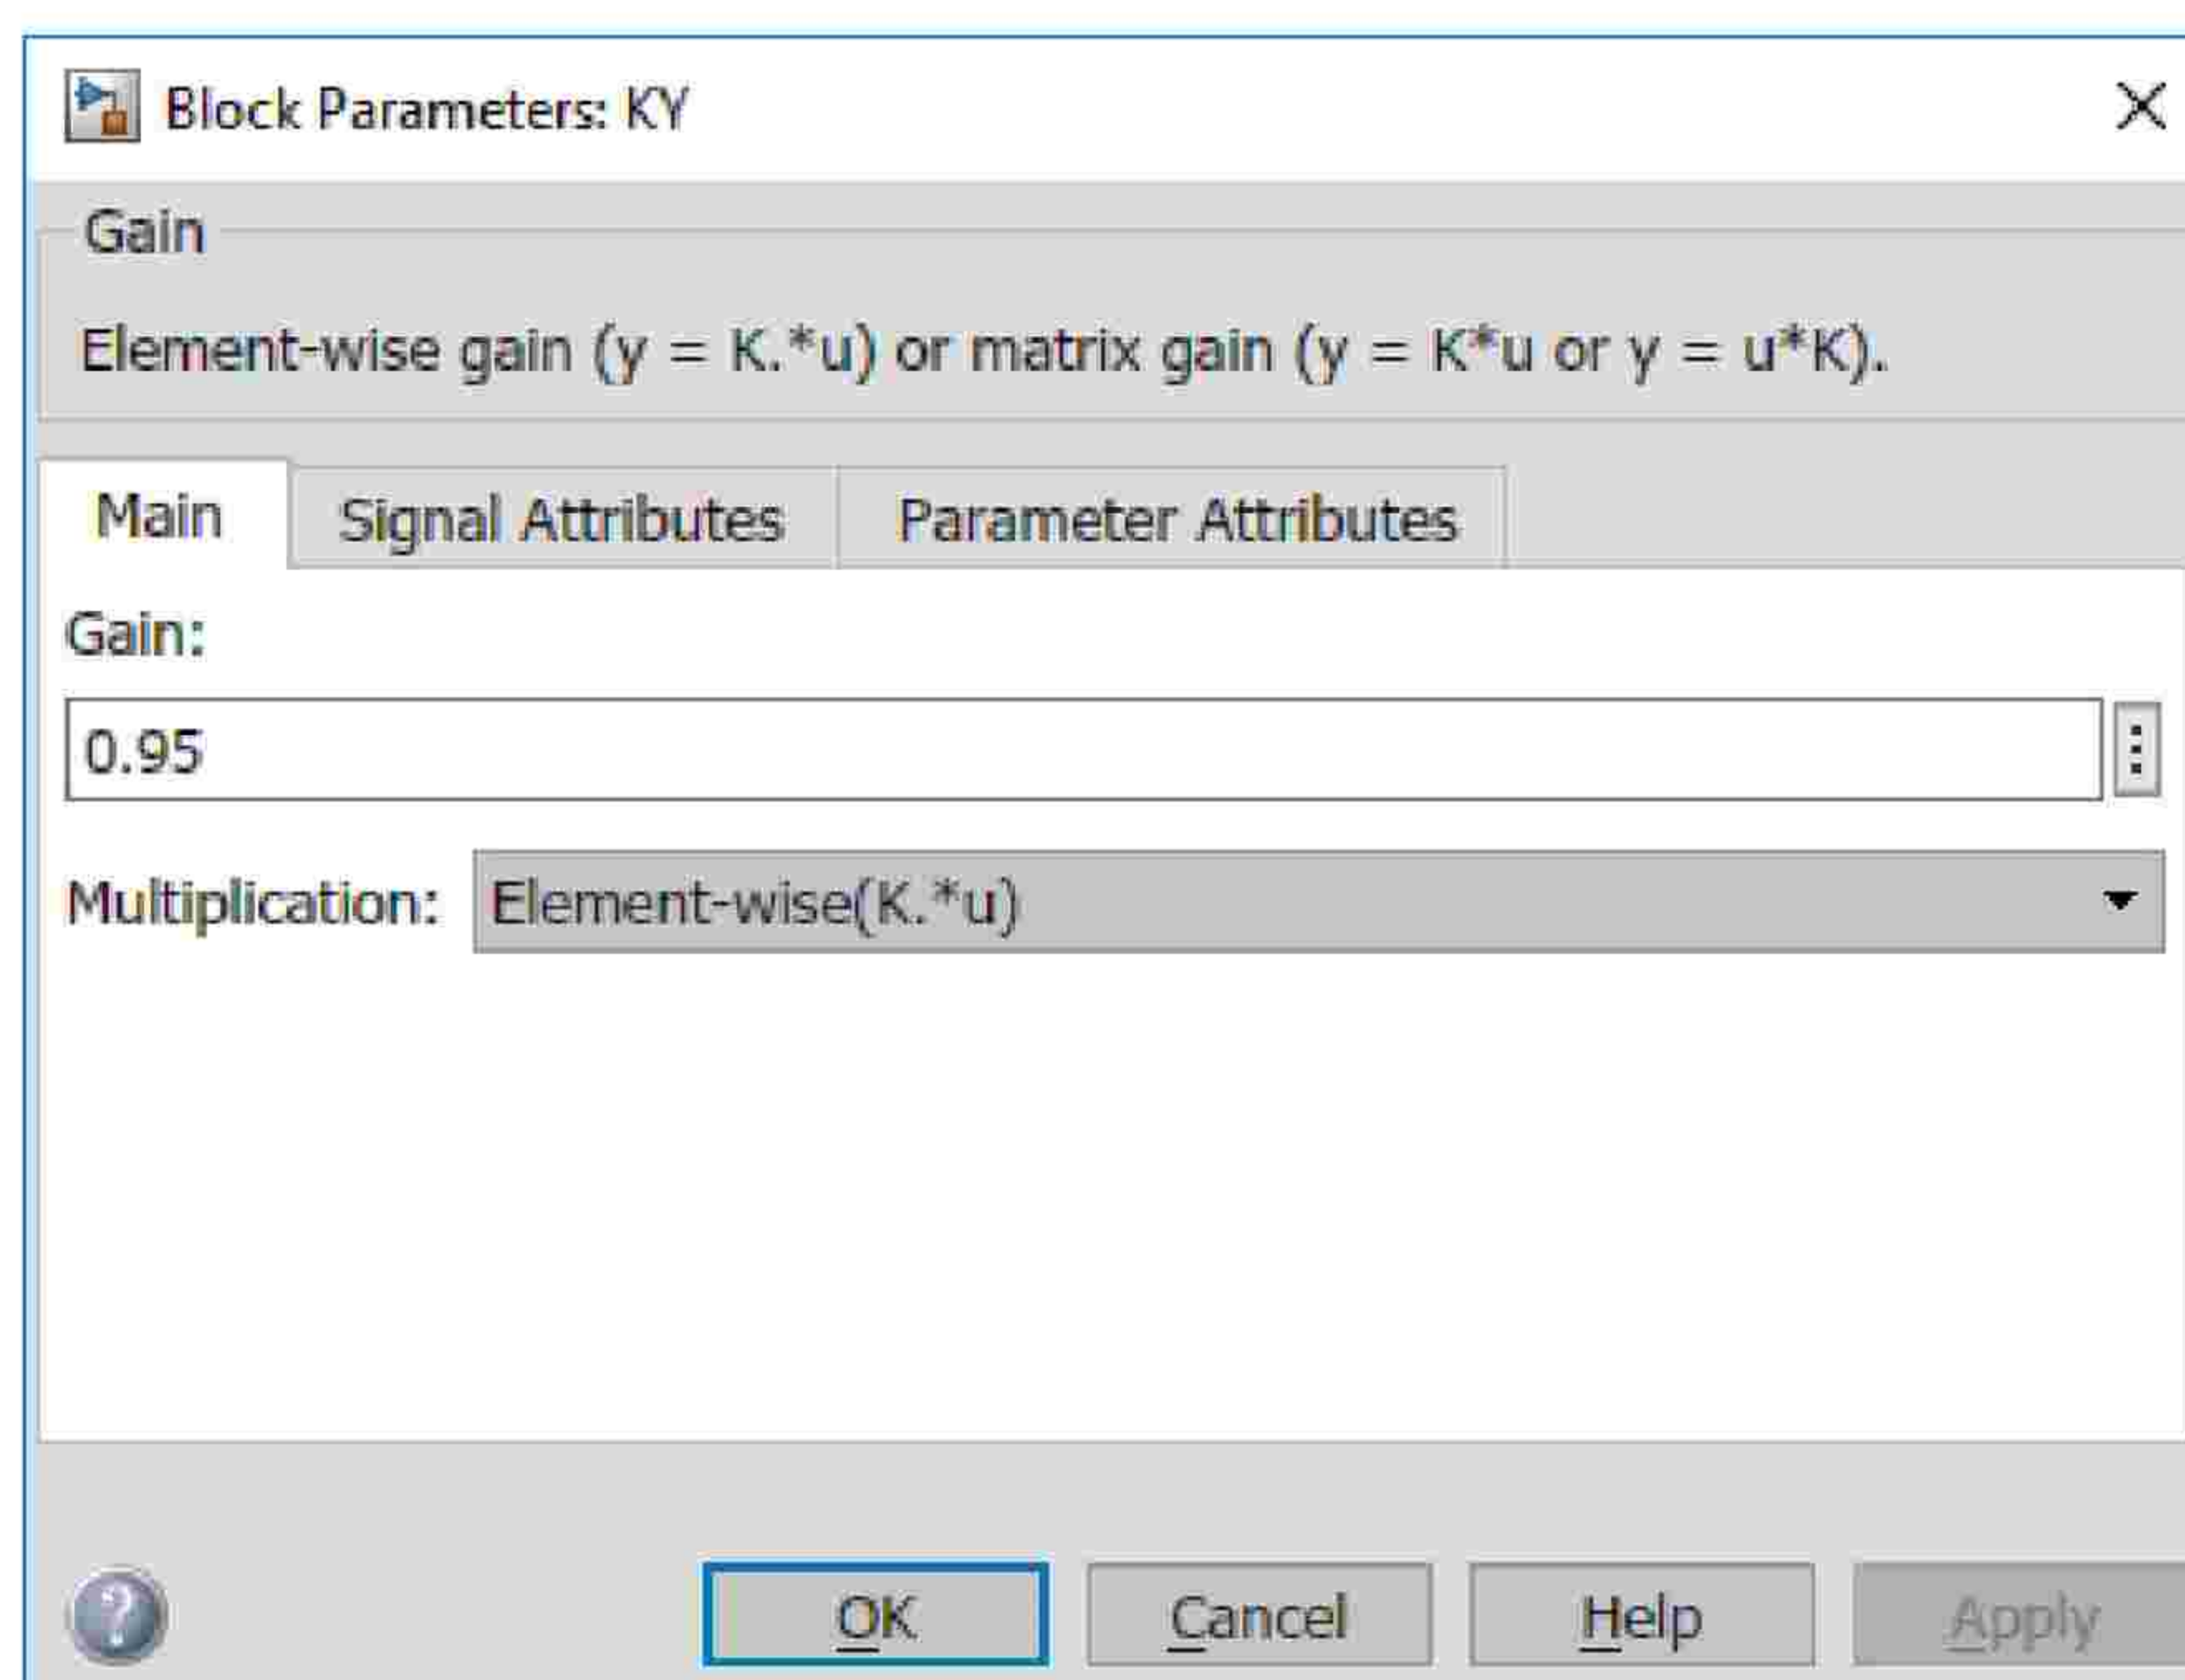 Block Parameters: KY
Gain
Element-wise gain (y = K.*u) or matrix gain (y = K*u or y = u*K).
Main Signal Attributes Parameter Attributes
Gain:
0.95
Multiplication: Element-wise(K.*u)
OK Cancel Help Apply